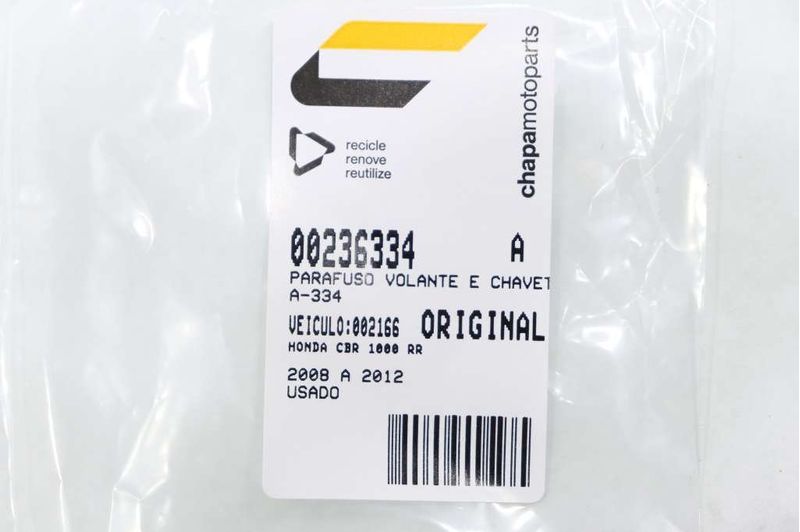 chapamotoparts
recicle
renove
reutilize
00236334 A
PARAFUSO VOLANTE E CHAVET
A-334
VEICULO:002166 ORIGINAL
HONDA CBR 1000 RR
2008 A 2012
USADO